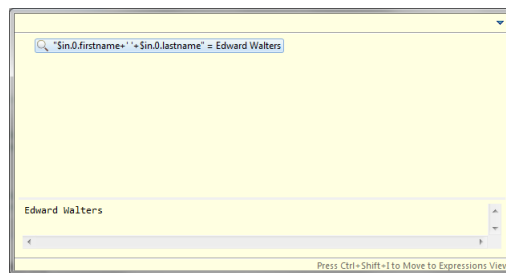 "$in.0.firstname+' '+$in.0.lastname" = Edward Walters
Edward Walters
Press Ctrl+Shift+I to Move to Expressions View